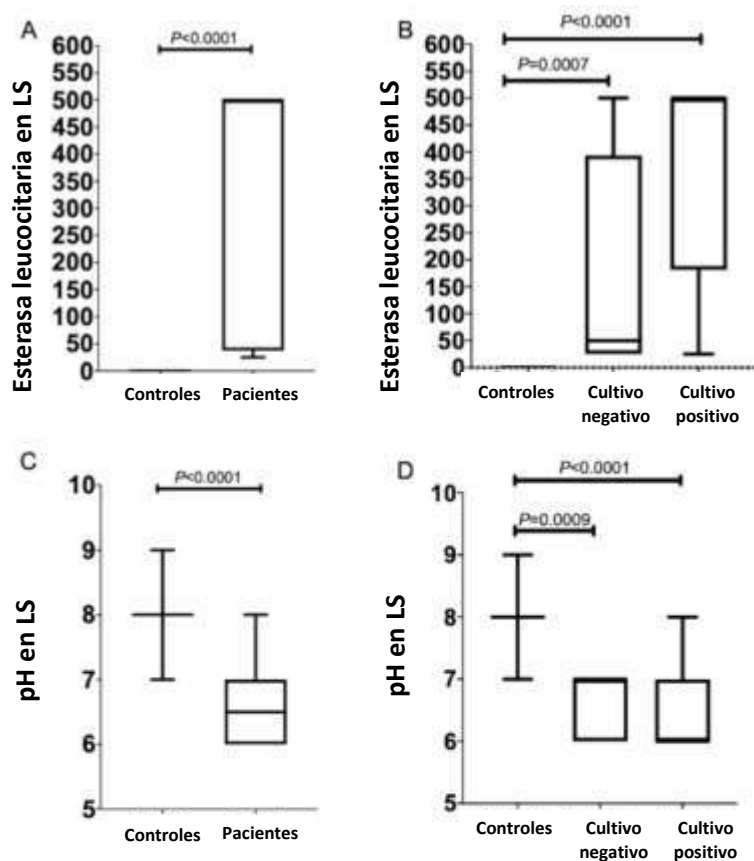 A
P<0.0001
Esterasa leucocitaria en LS
600
550
500
450
400
350
300
250
200
150
100
50
0
Controles
Pacientes
B
P<0.0001
P=0.0007
Esterasa leucocitaria en LS
600
550
500
450
400
350
300
250
200
150
100
50
0
Controles
Cultivo
negativo
Cultivo
positivo
C
P<0.0001
pH en LS
10
9
8
7
6
5
Controles
Pacientes
D
P<0.0001
P=0.0009
pH en LS
10
9
8
7
6
5
Controles
Cultivo
negativo
Cultivo
positivo